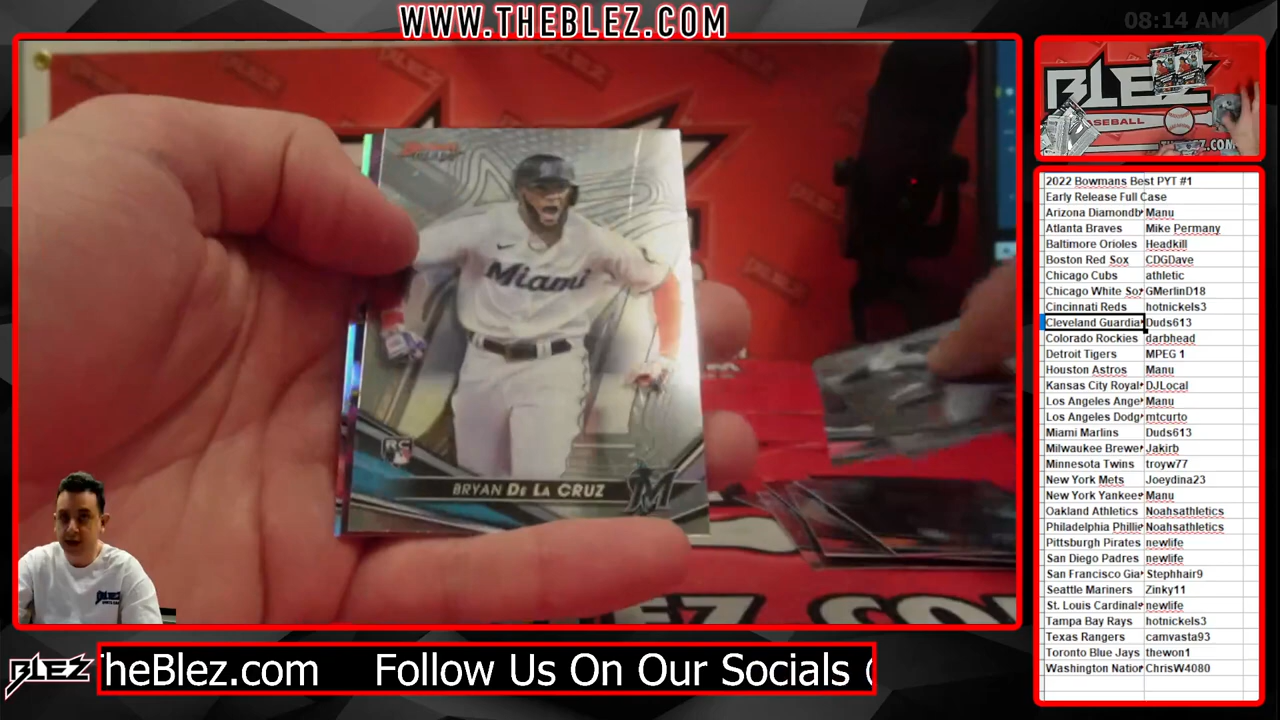 WWW.THEBLEZ.COM
08:14 AM
BLEZ
BASEBALL
Miami
RC
BRYAN DE LA CRUZ
M
2022 Bowmans Best PYT #1
Early Release Full Case
Arizona Diamondb Manu
Atlanta Braves Mike Permany
Baltimore Orioles Headkill
Boston Red Sox CDGDave
Chicago Cubs athletic
Chicago White Sox GMerlinD18
Cincinnati Reds hotnickels3
Cleveland Guardia Duds613
Colorado Rockies darbhead
Detroit Tigers MPEG 1
Houston Astros Manu
Kansas City Royal DJLocal
Los Angeles Ange Manu
Los Angeles Dodg mtcurto
Miami Marlins Duds613
Milwaukee Brewe Jakirb
Minnesota Twins troyw77
New York Mets Joeydina23
New York Yankee Manu
Oakland Athletics Noahsathletics
Philadelphia Phillie Noahsathletics
Pittsburgh Pirates newlife
San Diego Padres newlife
San Francisco Gia Stephhair9
Seattle Mariners Zinky11
St. Louis Cardinals newlife
Tampa Bay Rays hotnickels3
Texas Rangers camvasta93
Toronto Blue Jays thewon1
Washington Natio ChrisW4080
BLEZ
TheBlez.com Follow Us On Our Socials